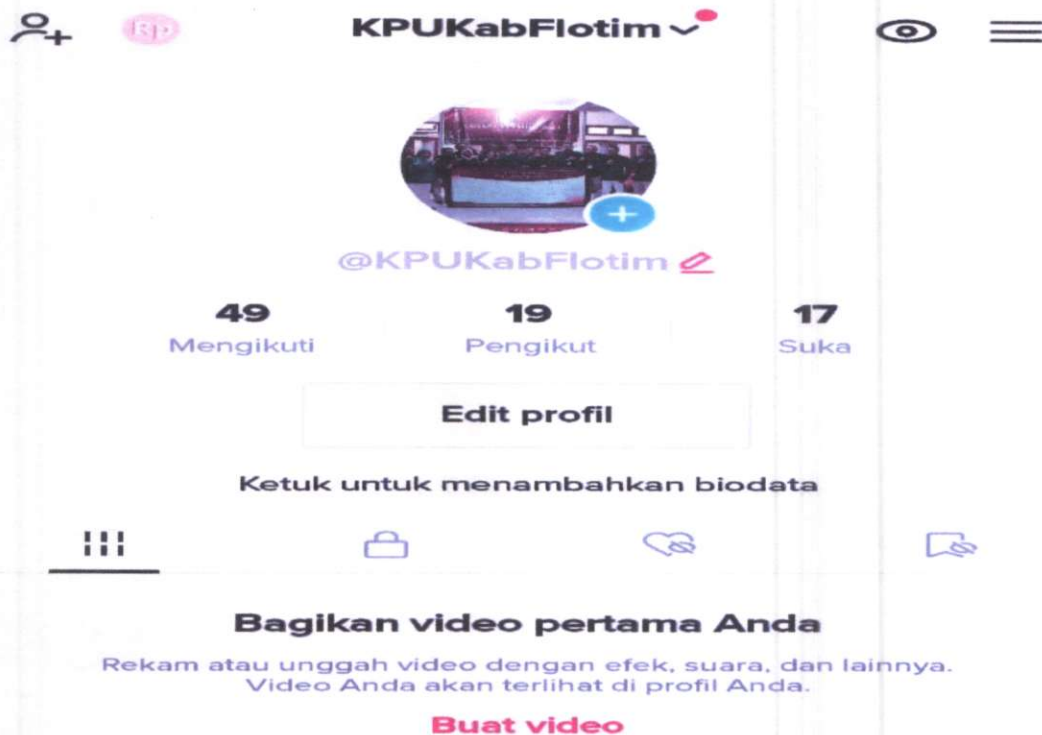 Rp
KPUKabFlotim
@KPUKabFlotim
49
Mengikuti
19
Pengikut
17
Suka
Edit profil
Ketuk untuk menambahkan biodata
Bagikan video pertama Anda
Rekam atau unggah video dengan efek, suara, dan lainnya.
Video Anda akan terlihat di profil Anda.
Buat video